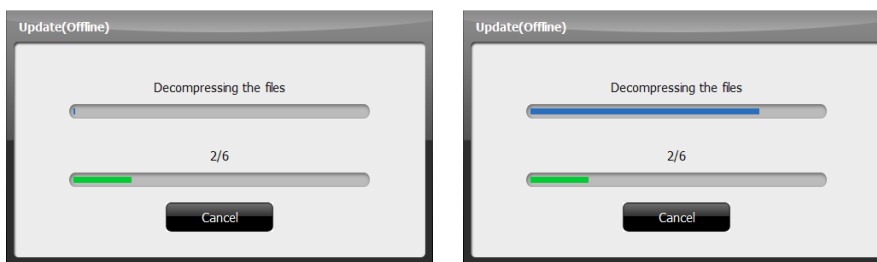 Update(Offline)
Decompressing the files
2/6
Cancel
Update(Offline)
Decompressing the files
2/6
Cancel